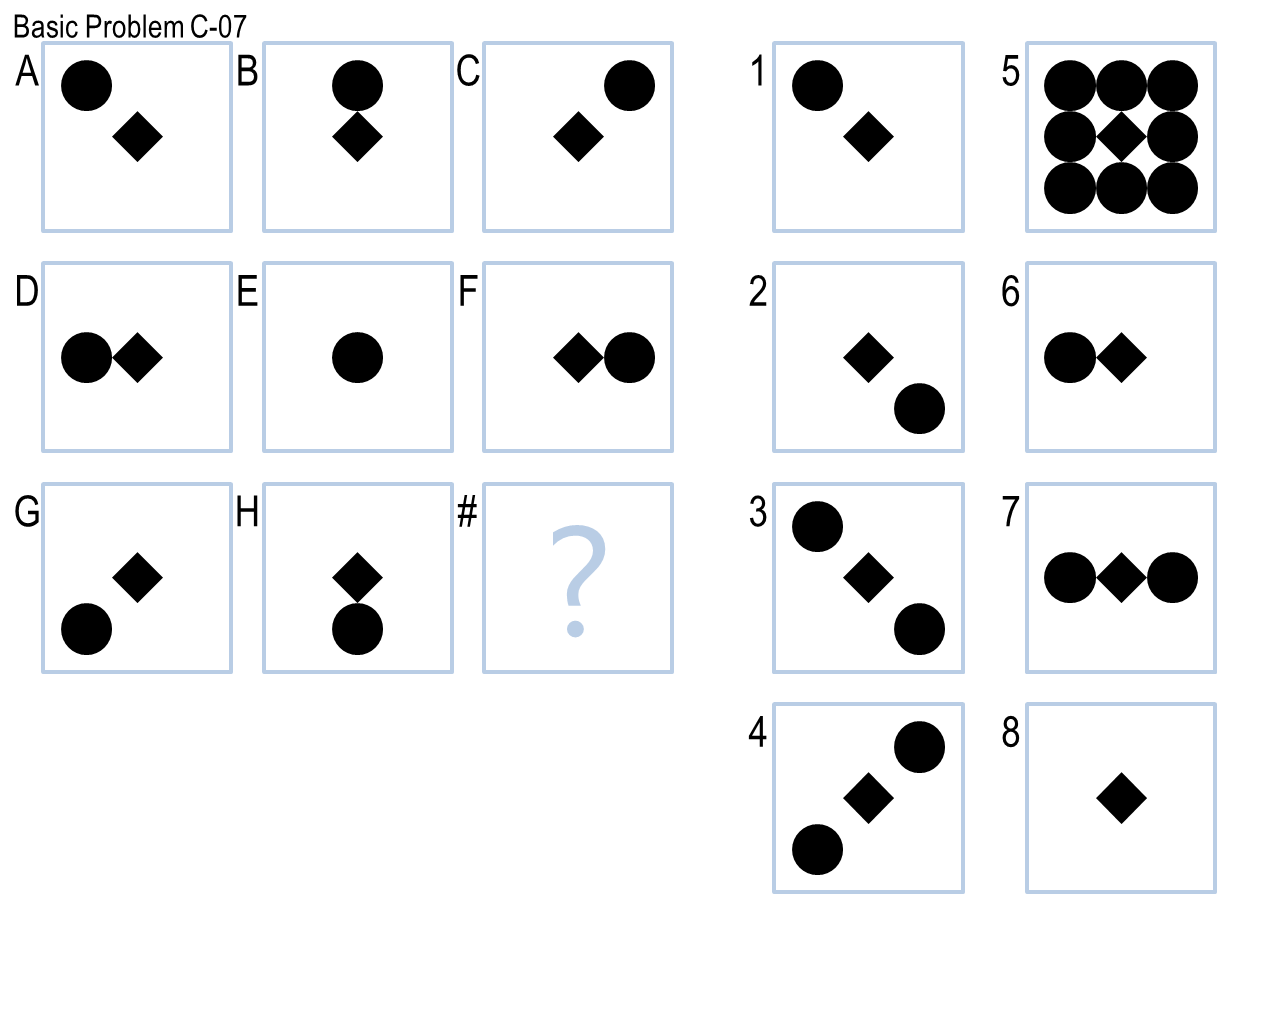 Basic Problem C-07
A B C 1 5
D E F 2 6
G H # ? 3 7
4 8